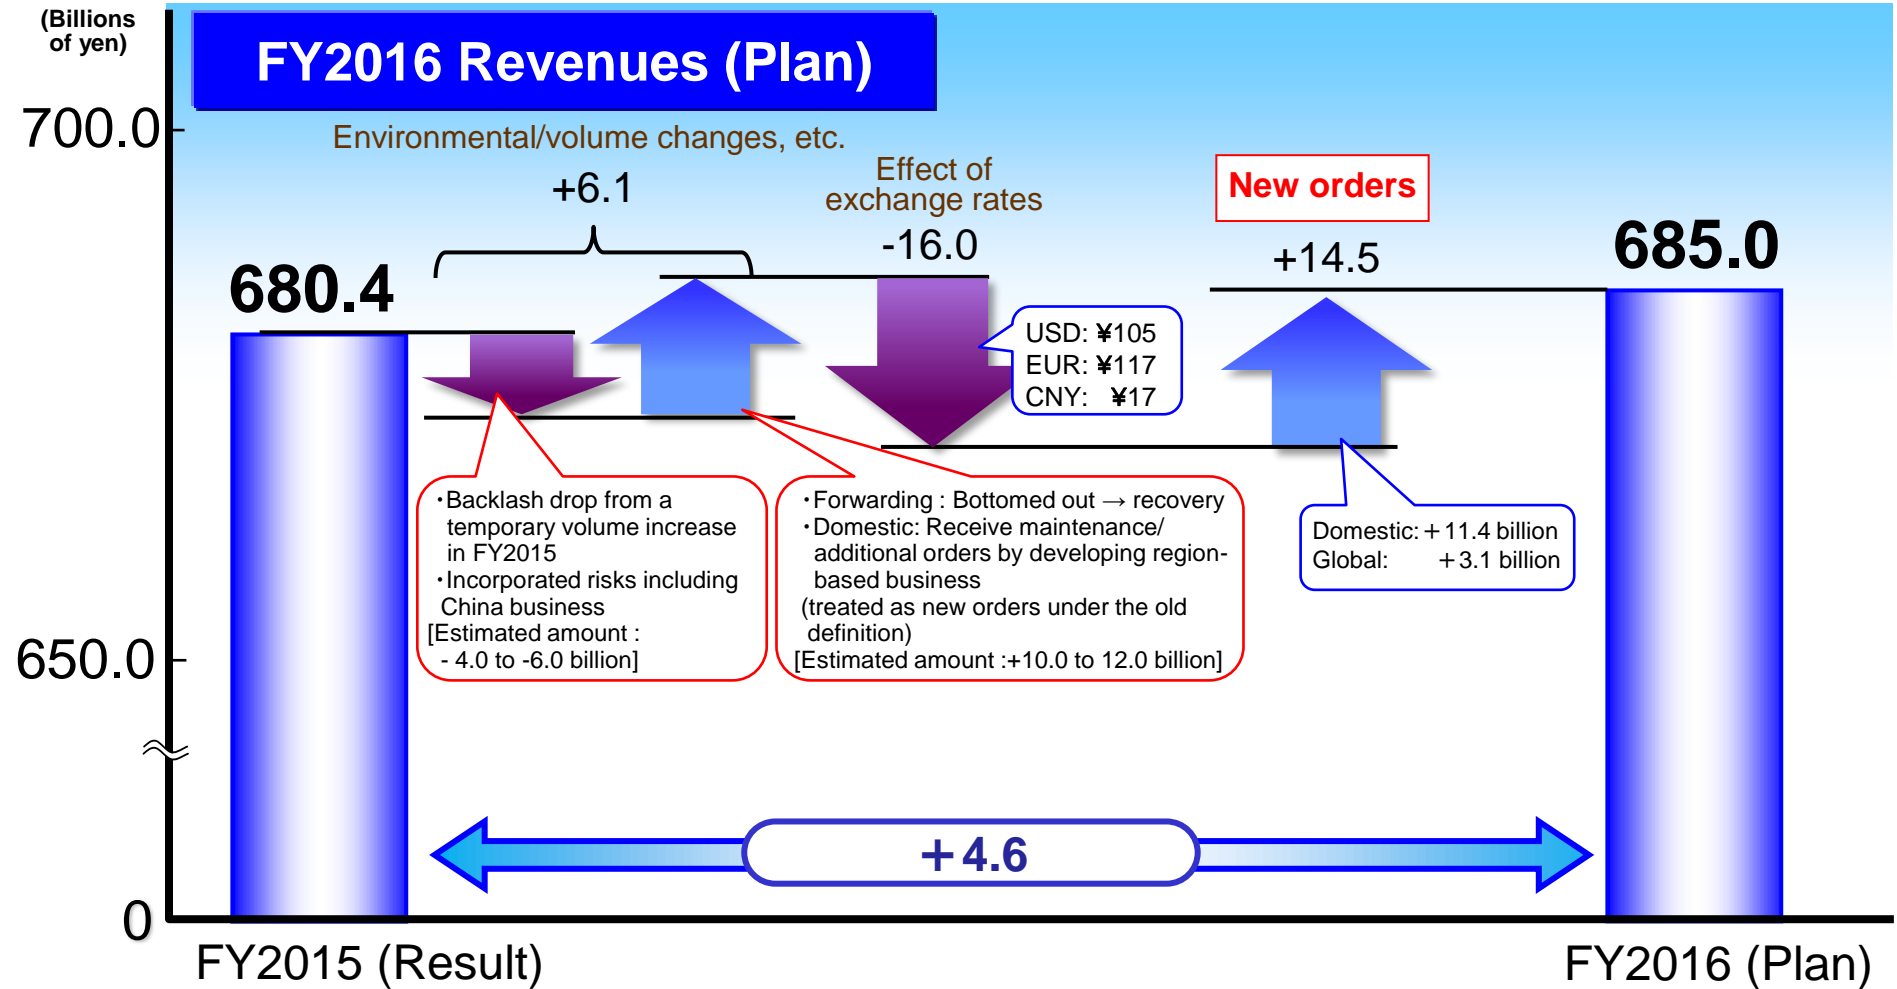 (Billions
of yen)
FY2016 Revenues (Plan)
700.0
Environmental/volume changes, etc.
+6.1
Effect of
exchange rates
-16.0
New orders
+14.5
680.4
685.0
USD: ¥105
EUR: ¥117
CNY: ¥17
・Backlash drop from a
temporary volume increase
in FY2015
・Incorporated risks including
China business
[Estimated amount :
- 4.0 to -6.0 billion]
・Forwarding : Bottomed out → recovery
・Domestic: Receive maintenance/
additional orders by developing region-
based business
(treated as new orders under the old
definition)
[Estimated amount :+10.0 to 12.0 billion]
Domestic:＋11.4 billion
Global: ＋3.1 billion
650.0
＋4.6
0
FY2015 (Result)
FY2016 (Plan)